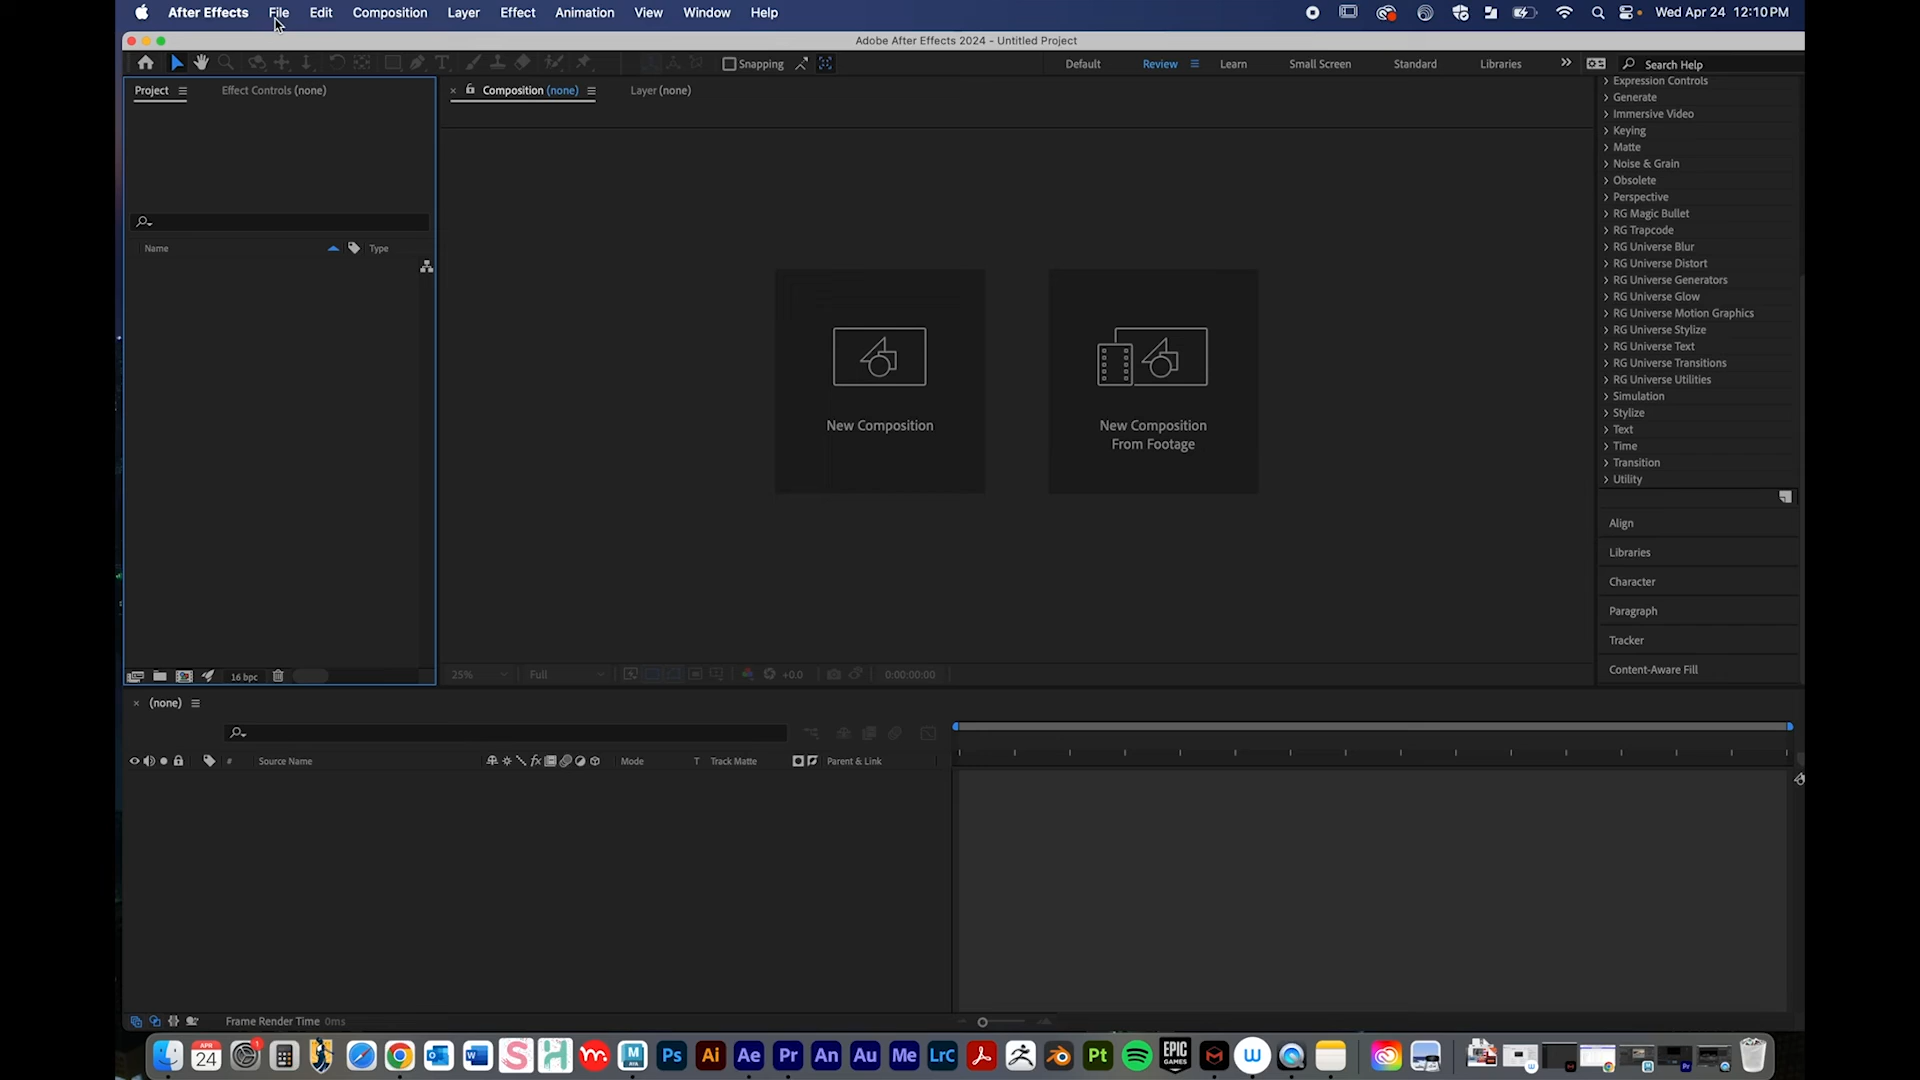 After Effects File Edit Composition Layer Effect Animation View Window Help Wed Apr 24 12:10 PM
Adobe After Effects 2024 - Untitled Project
Snapping Default Review Learn Small Screen Standard Libraries Search Help
Project Effect Controls (none) Composition (none) Layer (none)
Name Type
New Composition
New Composition
From Footage
Expression Controls
Generate
Immersive Video
Keying
Matte
Noise & Grain
Obsolete
Perspective
RG Magic Bullet
RG Trapcode
RG Universe Blur
RG Universe Distort
RG Universe Generators
RG Universe Glow
RG Universe Motion Graphics
RG Universe Stylize
RG Universe Text
RG Universe Transitions
RG Universe Utilities
Simulation
Stylize
Text
Time
Transition
Utility
Align
Libraries
Character
Paragraph
Tracker
Content-Aware Fill
16 bpc 25% Full +0.0 0:00:00:00
(none)
# Source Name fx Mode T Track Matte Parent & Link
Frame Render Time 0ms
APR 24 1 Ps Ai Ae Pr An Au Me LrC Pt EPIC GAMES